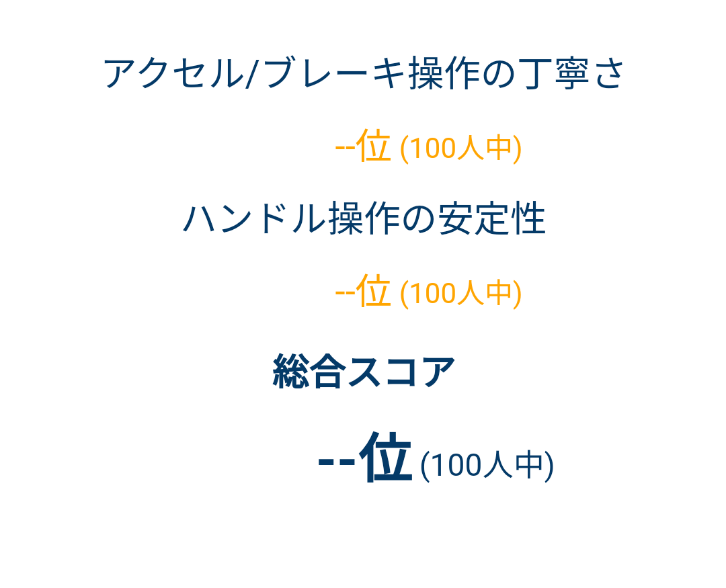 アクセル/ブレーキ操作の丁寧さ
--位 (100人中)
ハンドル操作の安定性
--位 (100人中)
総合スコア
--位 (100人中)